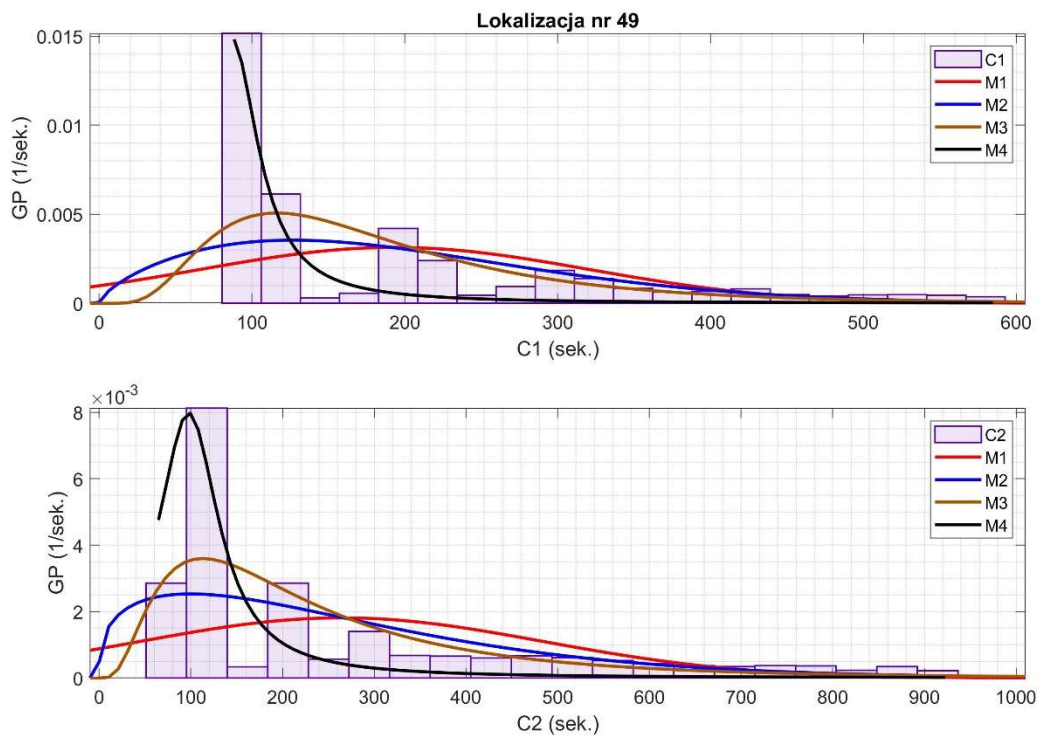 Lokalizacja nr 49
GP (1/sek.)
0.015
0.01
0.005
0
0 100 200 300 400 500 600
C1 (sek.)
C1
M1
M2
M3
M4
×10⁻³
GP (1/sek.)
8
6
4
2
0
0 100 200 300 400 500 600 700 800 900 1000
C2 (sek.)
C2
M1
M2
M3
M4